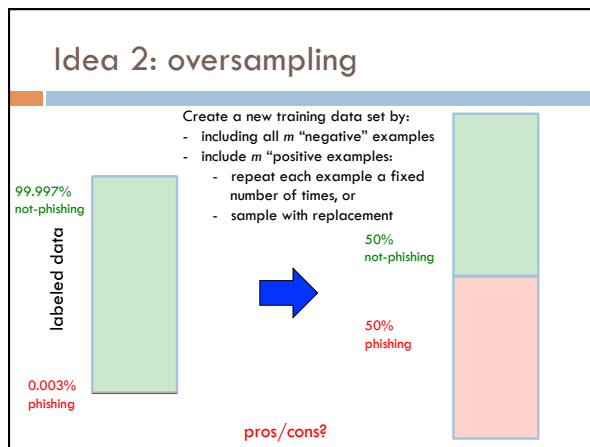 Idea 2: oversampling
Create a new training data set by:
- including all m “negative” examples
- include m “positive examples:
- repeat each example a fixed
number of times, or
- sample with replacement
99.997%
not-phishing
labeled data
0.003%
phishing
50%
not-phishing
50%
phishing
pros/cons?